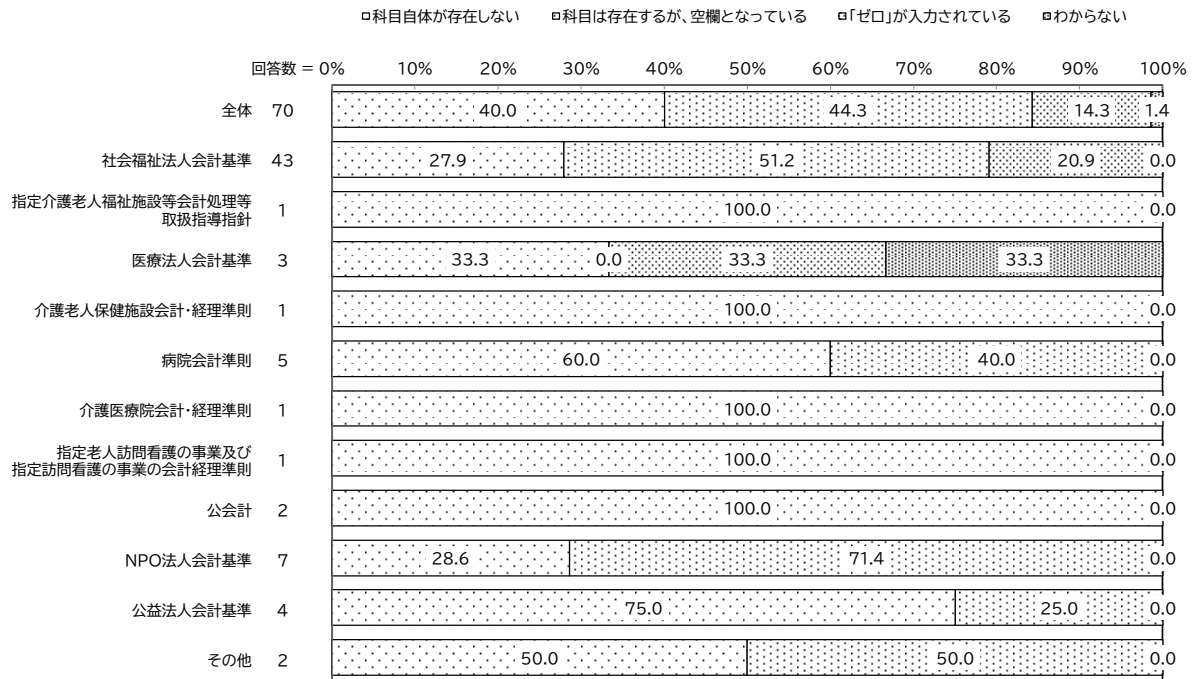 科目自体が存在しない 科目は存在するが、空欄となっている 「ゼロ」が入力されている わからない
回答数 = 0% 10% 20% 30% 40% 50% 60% 70% 80% 90% 100%
全体 70 40.0 44.3 14.3 1.4
社会福祉法人会計基準 43 27.9 51.2 20.9 0.0
指定介護老人福祉施設等会計処理等
取扱指導指針 1 100.0 0.0
医療法人会計基準 3 33.3 0.0 33.3 33.3
介護老人保健施設会計・経理準則 1 100.0 0.0
病院会計準則 5 60.0 40.0 0.0
介護医療院会計・経理準則 1 100.0 0.0
指定老人訪問看護の事業及び
指定訪問看護の事業の会計経理準則 1 100.0 0.0
公会計 2 100.0 0.0
NPO法人会計基準 7 28.6 71.4 0.0
公益法人会計基準 4 75.0 25.0 0.0
その他 2 50.0 50.0 0.0